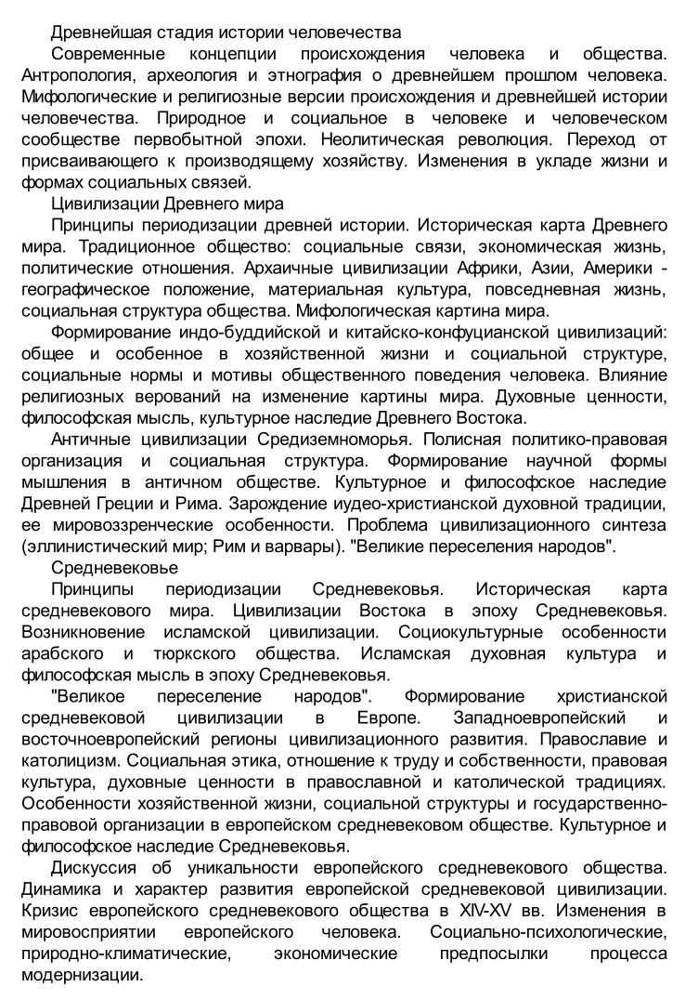 Древнейшая стадия истории человечества
Современные концепции происхождения человека и общества.
Антропология, археология и этнография о древнейшем прошлом человека.
Мифологические и религиозные версии происхождения и древнейшей истории
человечества. Природное и социальное в человеке и человеческом
сообществе первобытной эпохи. Неолитическая революция. Переход от
присваивающего к производящему хозяйству. Изменения в укладе жизни и
формах социальных связей.
Цивилизации Древнего мира
Принципы периодизации древней истории. Историческая карта Древнего
мира. Традиционное общество: социальные связи, экономическая жизнь,
политические отношения. Архаичные цивилизации Африки, Азии, Америки -
географическое положение, материальная культура, повседневная жизнь,
социальная структура общества. Мифологическая картина мира.
Формирование индо-буддийской и китайско-конфуцианской цивилизаций:
общее и особенное в хозяйственной жизни и социальной структуре,
социальные нормы и мотивы общественного поведения человека. Влияние
религиозных верований на изменение картины мира. Духовные ценности,
философская мысль, культурное наследие Древнего Востока.
Античные цивилизации Средиземноморья. Полисная политико-правовая
организация и социальная структура. Формирование научной формы
мышления в античном обществе. Культурное и философское наследие
Древней Греции и Рима. Зарождение иудео-христианской духовной традиции,
ее мировоззренческие особенности. Проблема цивилизационного синтеза
(эллинистический мир; Рим и варвары). "Великие переселения народов".
Средневековье
Принципы периодизации Средневековья. Историческая карта
средневекового мира. Цивилизации Востока в эпоху Средневековья.
Возникновение исламской цивилизации. Социокультурные особенности
арабского и тюркского общества. Исламская духовная культура и
философская мысль в эпоху Средневековья.
"Великое переселение народов". Формирование христианской
средневековой цивилизации в Европе. Западноевропейский и
восточноевропейский регионы цивилизационного развития. Православие и
католицизм. Социальная этика, отношение к труду и собственности, правовая
культура, духовные ценности в православной и католической традициях.
Особенности хозяйственной жизни, социальной структуры и государственно-
правовой организации в европейском средневековом обществе. Культурное и
философское наследие Средневековья.
Дискуссия об уникальности европейского средневекового общества.
Динамика и характер развития европейской средневековой цивилизации.
Кризис европейского средневекового общества в XIV-XV вв. Изменения в
мировосприятии европейского человека. Социально-психологические,
природно-климатические, экономические предпосылки процесса
модернизации.